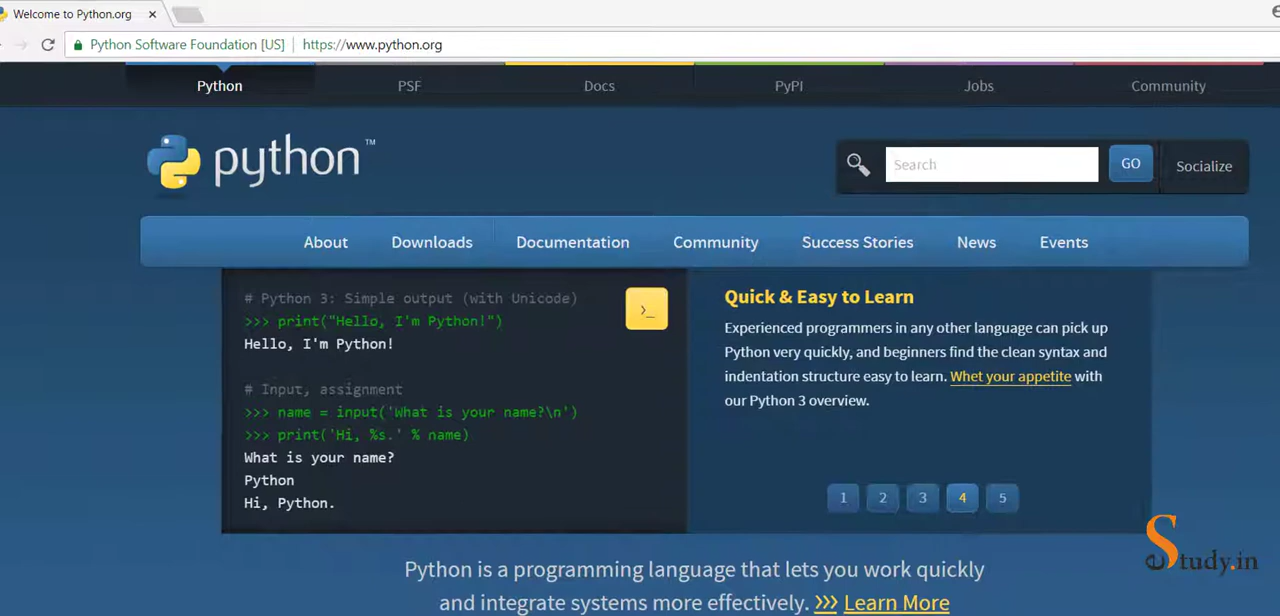 Welcome to Python.org
Python Software Foundation [US] https://www.python.org
Python PSF Docs PyPI Jobs Community
python™
Search GO Socialize
About Downloads Documentation Community Success Stories News Events
# Python 3: Simple output (with Unicode)
>>> print("Hello, I'm Python!")
Hello, I'm Python!
# Input, assignment
>>> name = input('What is your name?\n')
>>> print('Hi, %s.' % name)
What is your name?
Python
Hi, Python.
>_
Quick & Easy to Learn
Experienced programmers in any other language can pick up
Python very quickly, and beginners find the clean syntax and
indentation structure easy to learn. Whet your appetite with
our Python 3 overview.
1 2 3 4 5
Python is a programming language that lets you work quickly
and integrate systems more effectively. >>> Learn More
eStudy.in